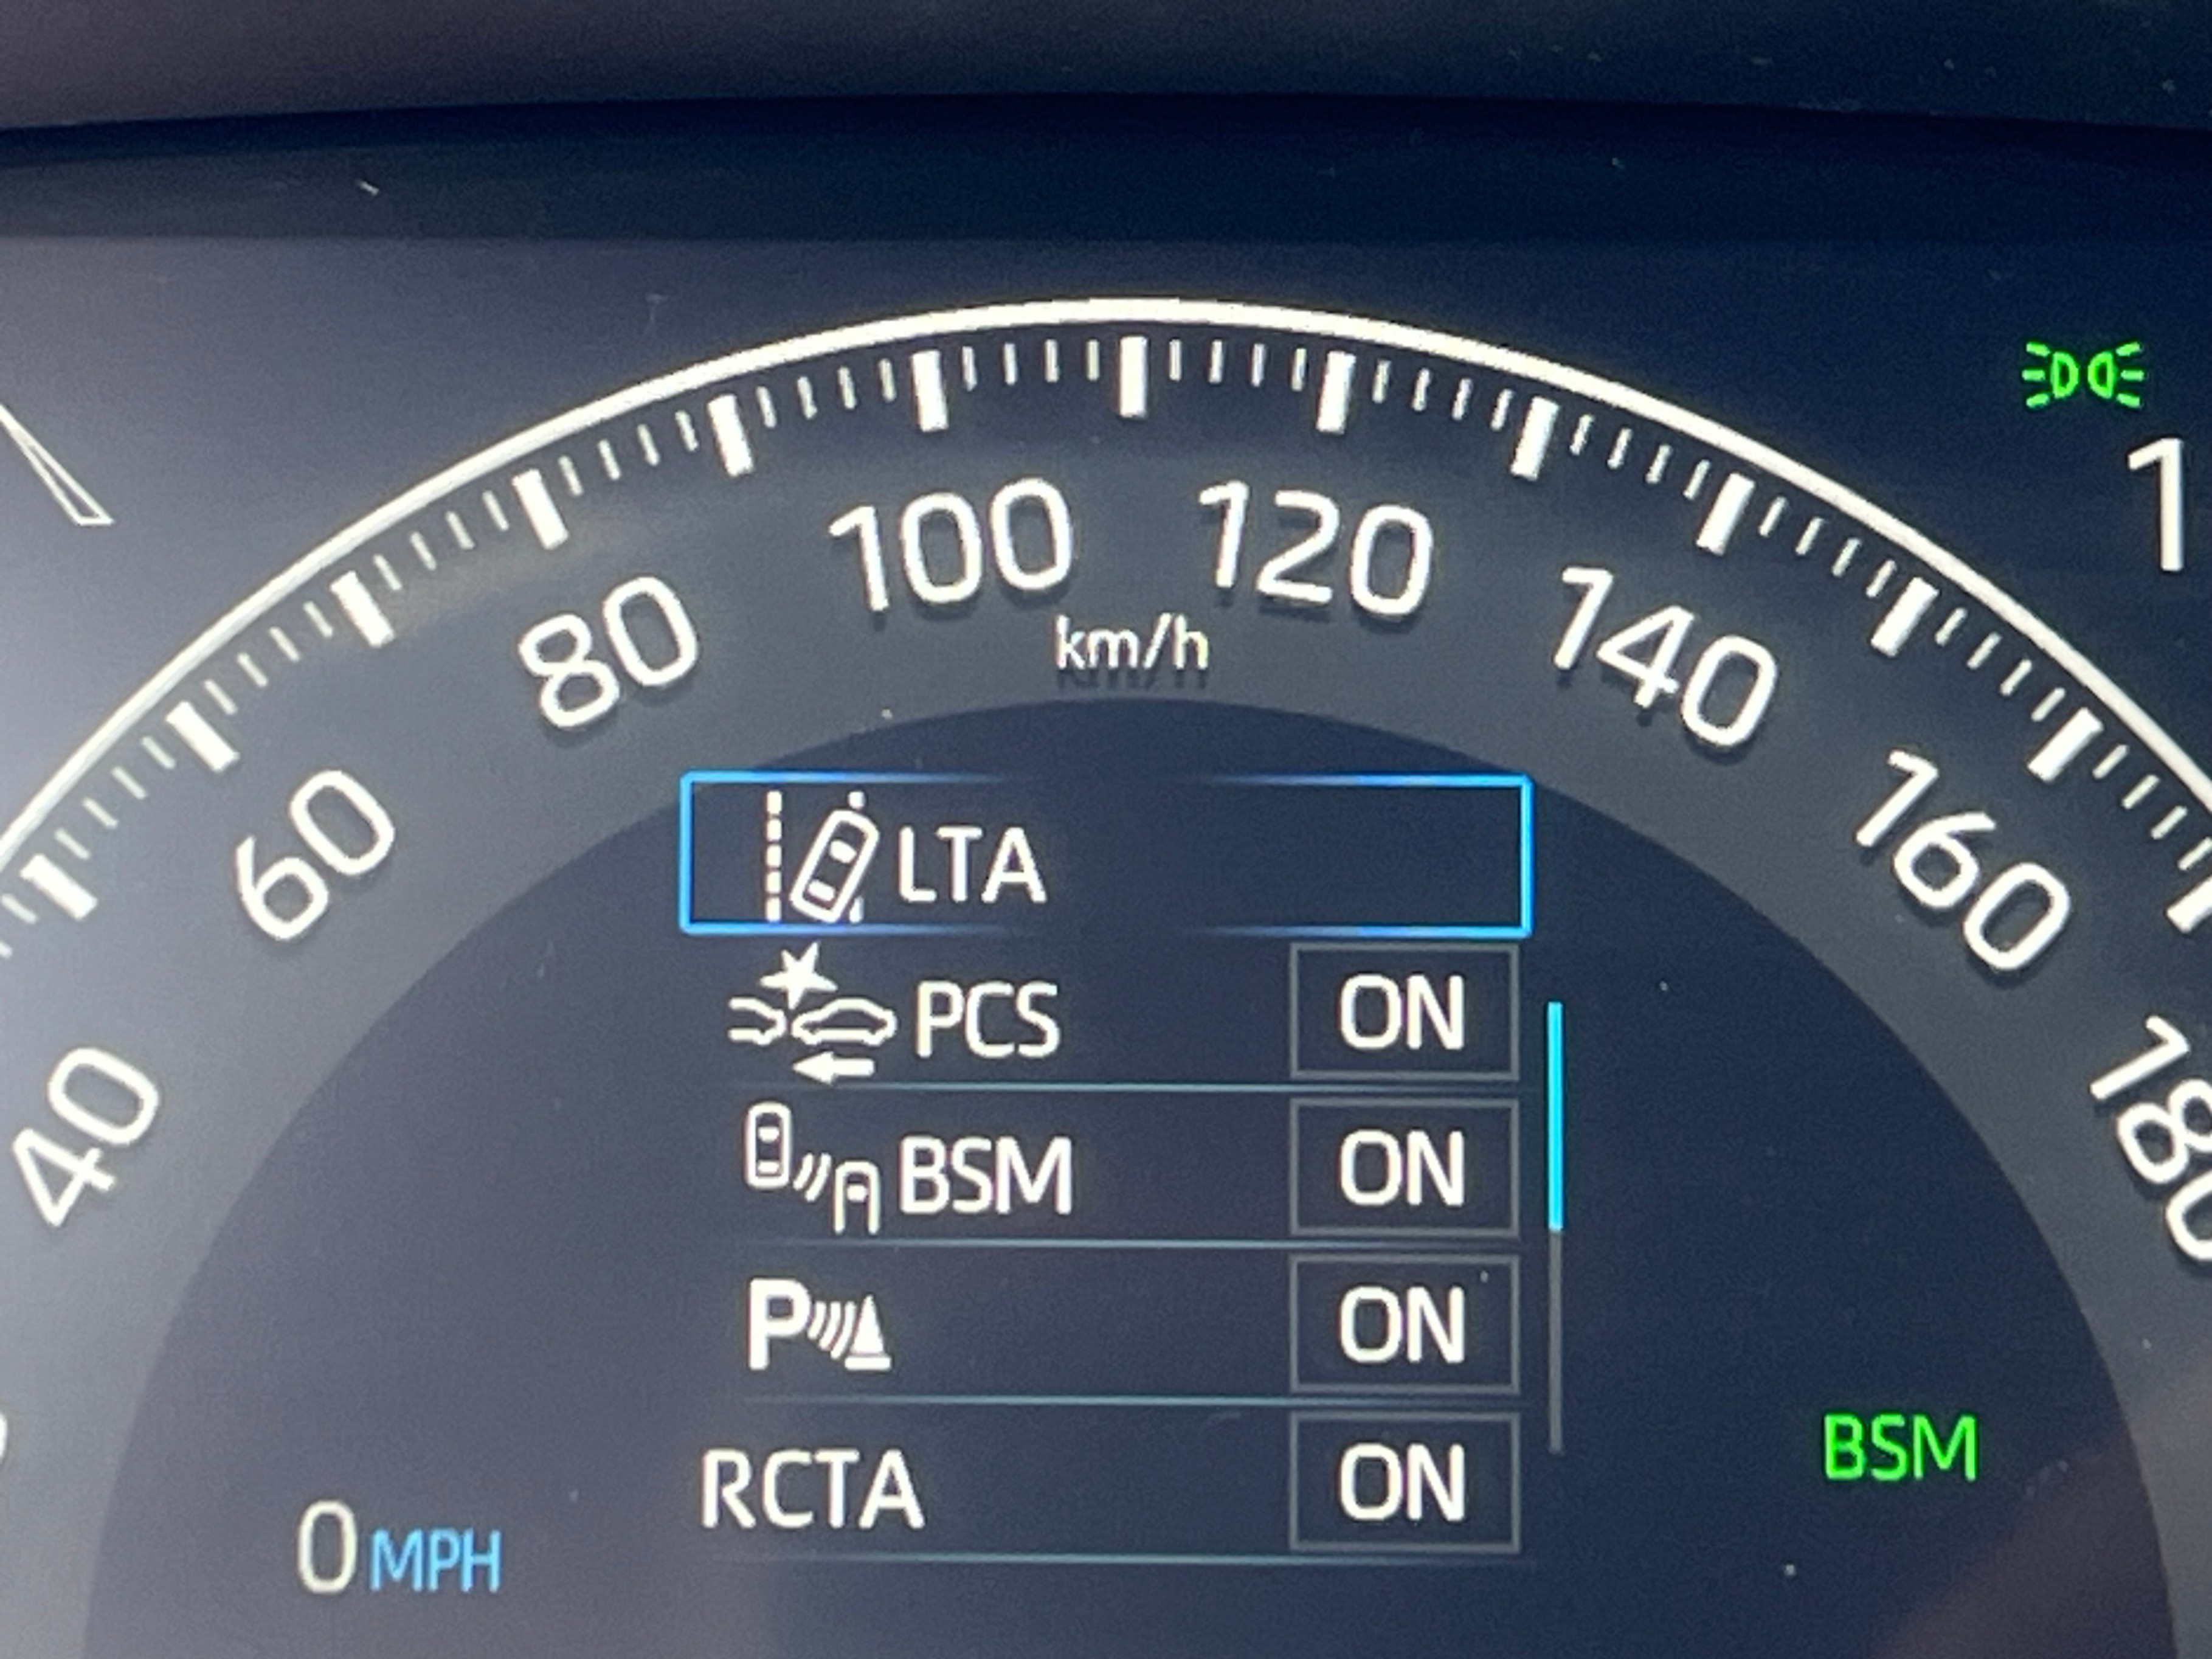 100 120
80 140
km/h
60 160
40 180
1
LTA
PCS ON
BSM ON
P ON
RCTA ON
BSM
0 MPH